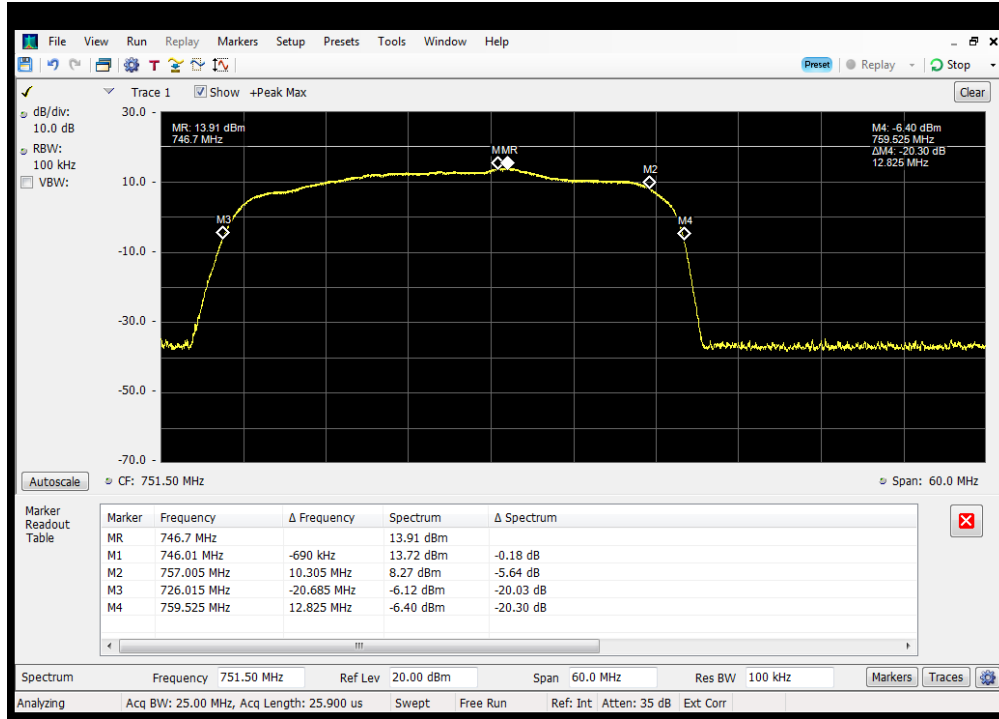 File View Run Replay Markers Setup Presets Tools Window Help
Preset Replay Stop
Trace 1 Show +Peak Max Clear
dB/div:
10.0 dB
RBW:
100 kHz
VBW:
30.0
10.0
-10.0
-30.0
-50.0
-70.0
MR: 13.91 dBm
746.7 MHz
M4: -6.40 dBm
759.525 MHz
ΔM4: -20.30 dB
12.825 MHz
MMR
M2
M3
M4
Autoscale CF: 751.50 MHz Span: 60.0 MHz
Marker
Readout
Table
Marker Frequency Δ Frequency Spectrum Δ Spectrum
MR 746.7 MHz 13.91 dBm
M1 746.01 MHz -690 kHz 13.72 dBm -0.18 dB
M2 757.005 MHz 10.305 MHz 8.27 dBm -5.64 dB
M3 726.015 MHz -20.685 MHz -6.12 dBm -20.03 dB
M4 759.525 MHz 12.825 MHz -6.40 dBm -20.30 dB
Spectrum Frequency 751.50 MHz Ref Lev 20.00 dBm Span 60.0 MHz Res BW 100 kHz Markers Traces
Analyzing Acq BW: 25.00 MHz, Acq Length: 25.900 us Swept Free Run Ref: Int Atten: 35 dB Ext Corr